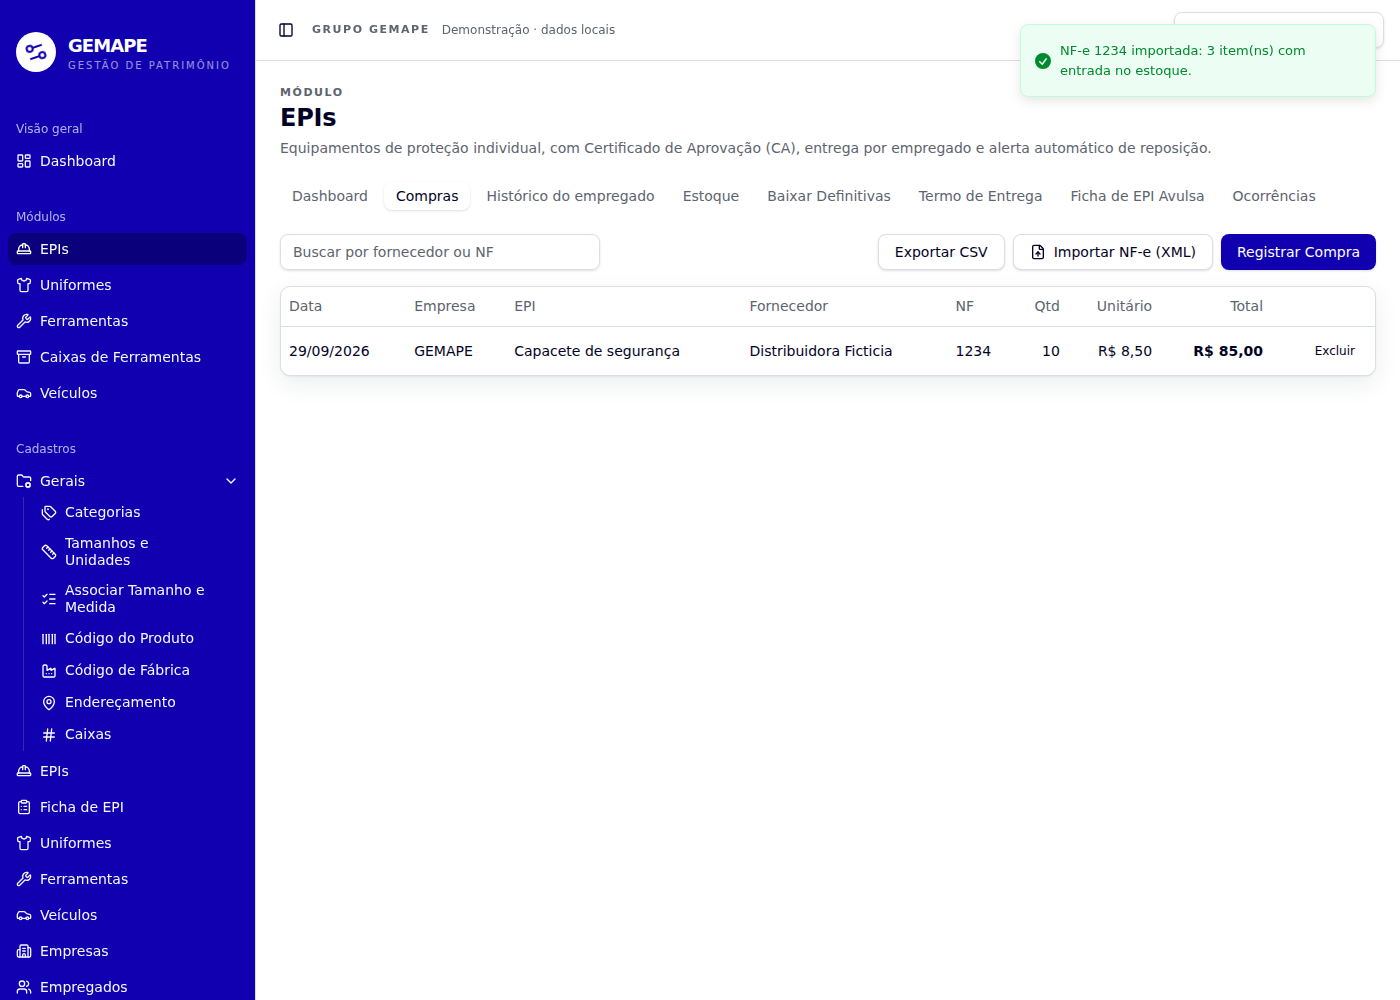 GEMAPE
GESTÃO DE PATRIMÔNIO
Visão geral
Dashboard
Módulos
EPIs
Uniformes
Ferramentas
Caixas de Ferramentas
Veículos
Cadastros
Gerais
Categorias
Tamanhos e
Unidades
Associar Tamanho e
Medida
Código do Produto
Código de Fábrica
Endereçamento
Caixas
EPIs
Ficha de EPI
Uniformes
Ferramentas
Veículos
Empresas
Empregados
GRUPO GEMAPE Demonstração · dados locais
NF-e 1234 importada: 3 item(ns) com
entrada no estoque.
MÓDULO
EPIs
Equipamentos de proteção individual, com Certificado de Aprovação (CA), entrega por empregado e alerta automático de reposição.
Dashboard Compras Histórico do empregado Estoque Baixar Definitivas Termo de Entrega Ficha de EPI Avulsa Ocorrências
Buscar por fornecedor ou NF Exportar CSV Importar NF-e (XML) Registrar Compra
Data Empresa EPI Fornecedor NF Qtd Unitário Total
29/09/2026 GEMAPE Capacete de segurança Distribuidora Ficticia 1234 10 R$ 8,50 R$ 85,00 Excluir